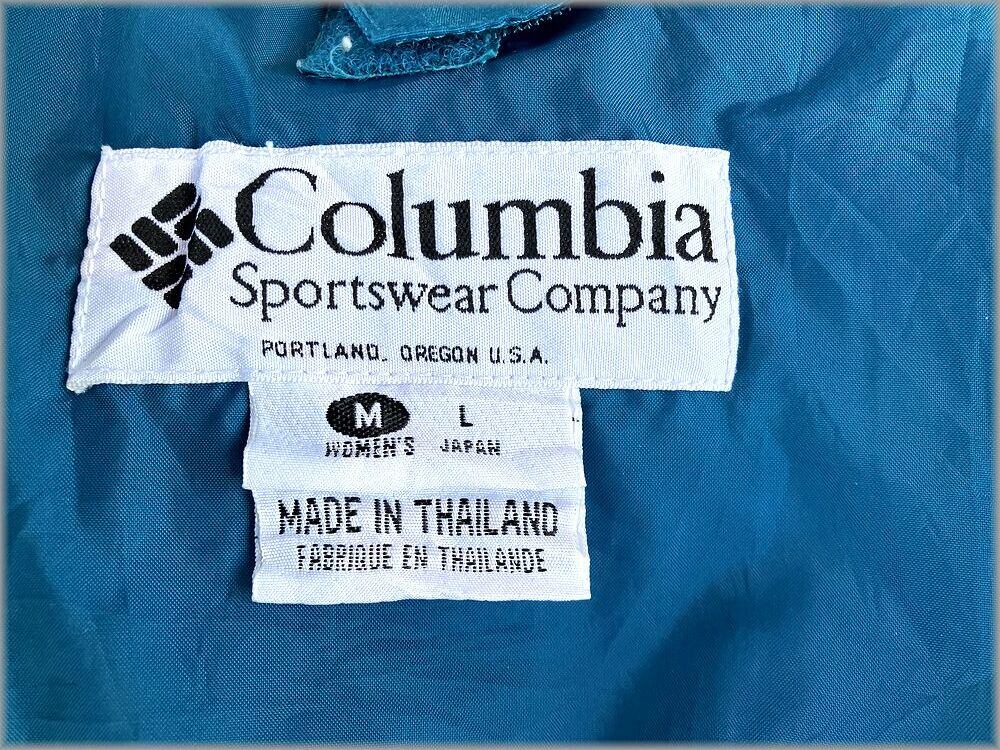 Columbia
Sportswear Company
PORTLAND, OREGON U.S.A.
M L
WOMEN'S JAPAN
MADE IN THAILAND
FABRIQUE EN THAILANDE